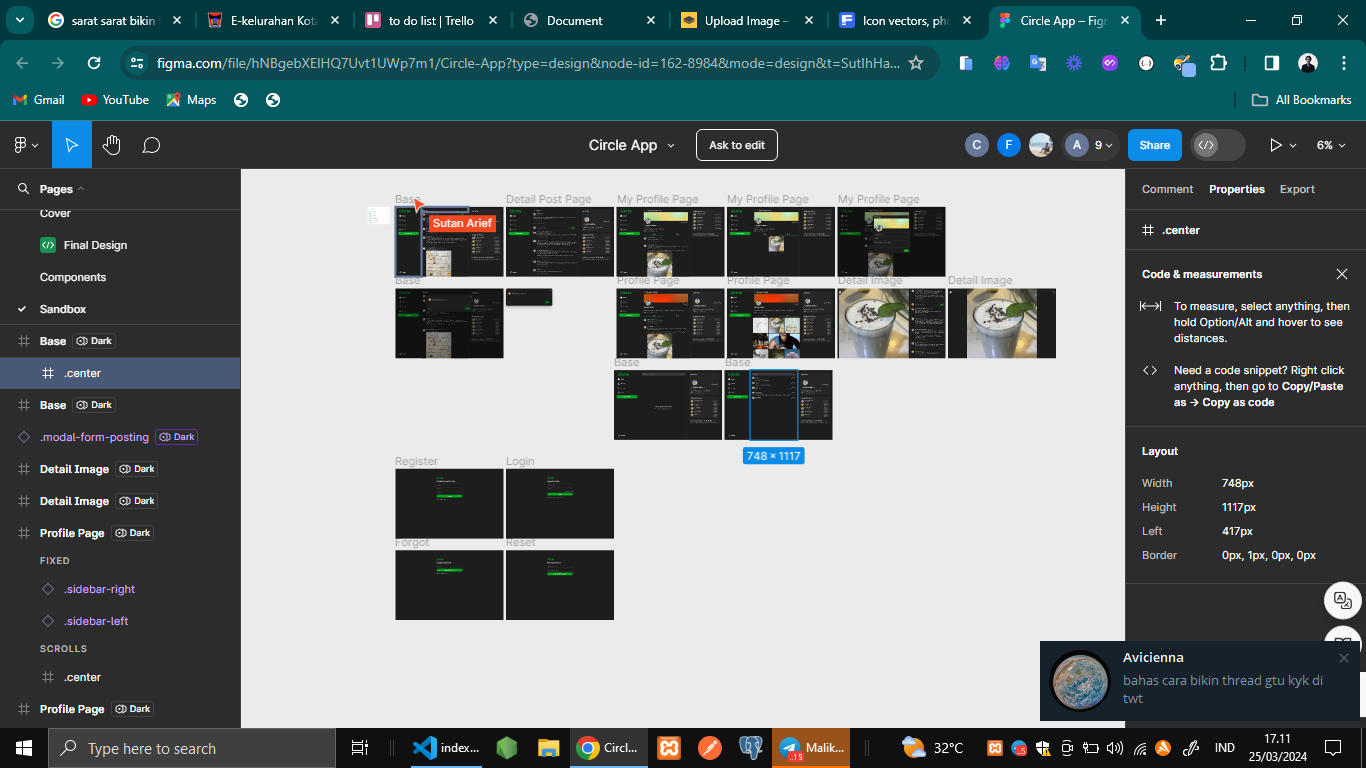 sarat sarat bikin
E-kelurahan Kota
to do list | Trello
Document
Upload Image –
Icon vectors, pho
Circle App – Figm
figma.com/file/hNBgebXEIHQ7Uvt1UWp7m1/Circle-App?type=design&node-id=162-8984&mode=design&t=SutIhHa...
Gmail
YouTube
Maps
All Bookmarks
Circle App
Ask to edit
C
F
A
9
Share
6%
Pages
Cover
Final Design
Components
Sandbox
Base Dark
.center
Base Dark
.modal-form-posting Dark
Detail Image Dark
Detail Image Dark
Profile Page Dark
FIXED
.sidebar-right
.sidebar-left
SCROLLS
.center
Profile Page Dark
Base
Sutan Arief
Detail Post Page
My Profile Page
My Profile Page
My Profile Page
Base
Profile Page
Profile Page
Detail Image
Detail Image
Base
Base
748 × 1117
Register
Login
Forgot
Reset
Comment
Properties
Export
.center
Code & measurements
To measure, select anything, then
hold Option/Alt and hover to see
distances.
Need a code snippet? Right click
anything, then go to Copy/Paste
as → Copy as code
Layout
Width 748px
Height 1117px
Left 417px
Border 0px, 1px, 0px, 0px
Avicienna
bahas cara bikin thread gtu kyk di
twt
Type here to search
index...
Circl...
Malik...
..15
32°C
IND
17.11
25/03/2024